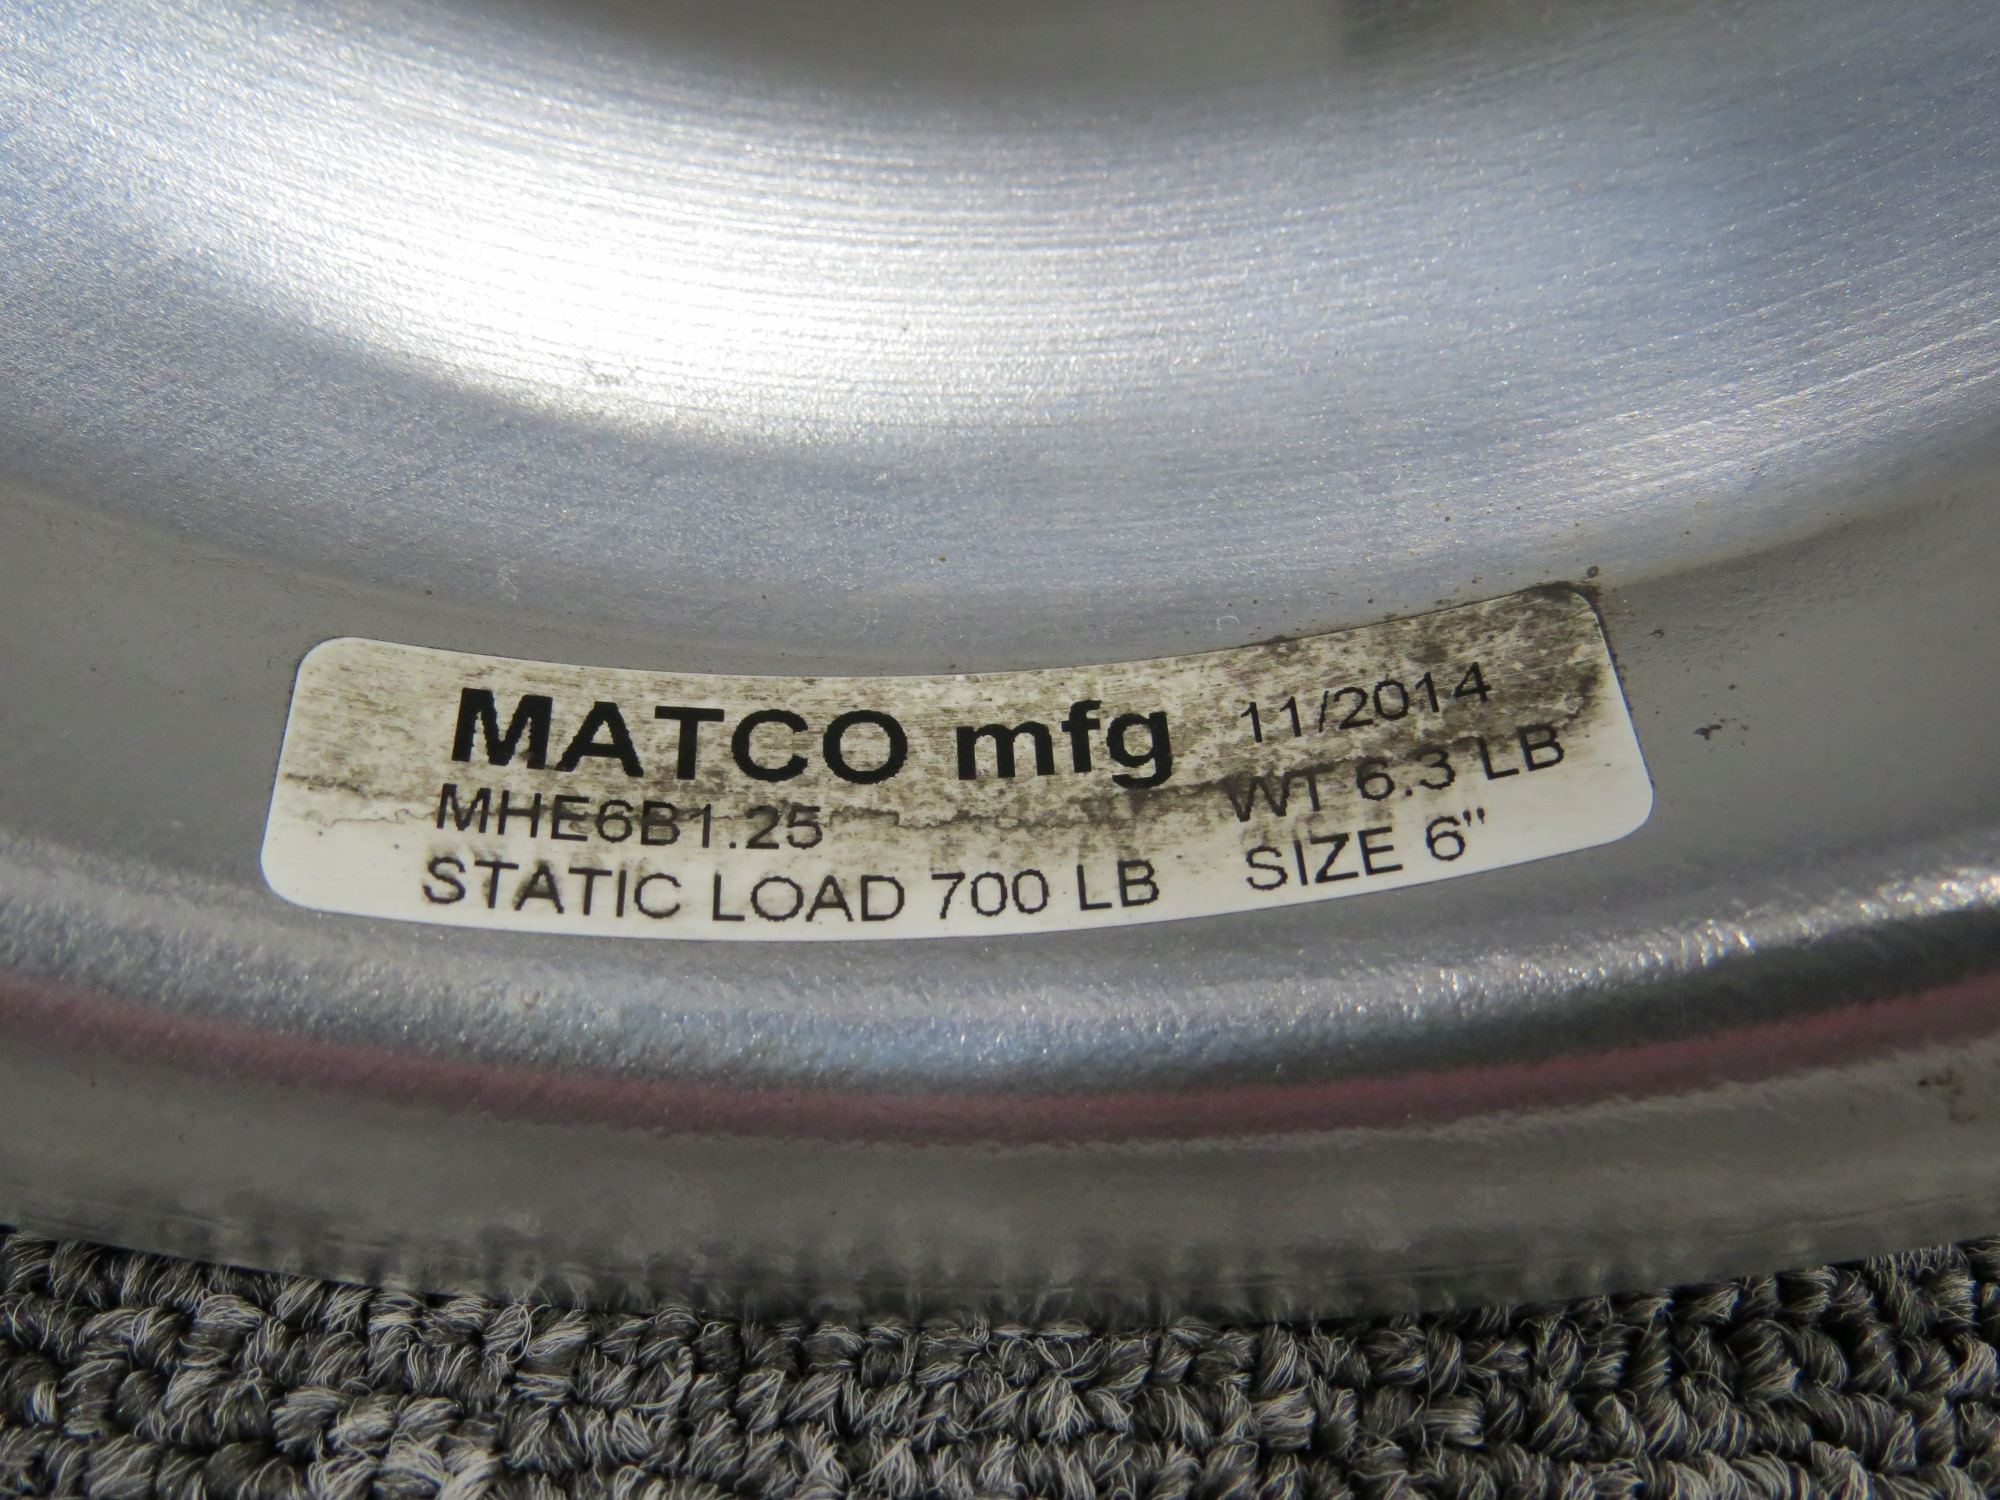 MATCO mfg 11/2014
MHE6B1.25 WT 6.3 LB
STATIC LOAD 700 LB SIZE 6"